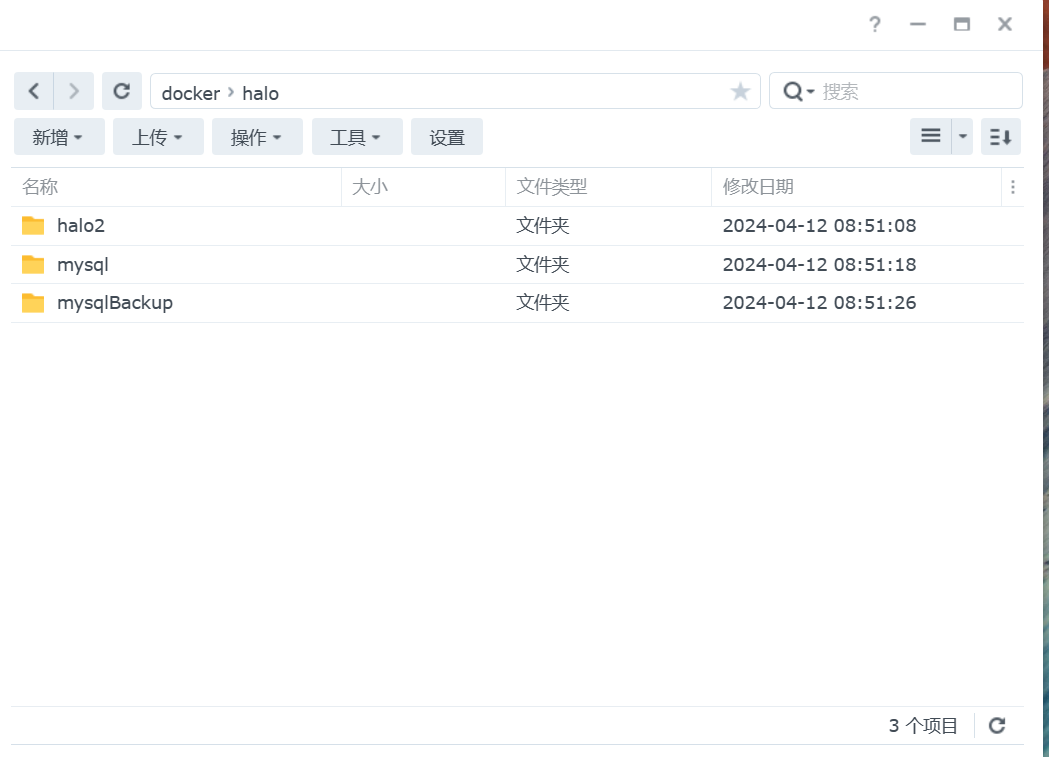 ?
docker › halo
搜索
新增 上传 操作 工具 设置
名称 大小 文件类型 修改日期
halo2 文件夹 2024-04-12 08:51:08
mysql 文件夹 2024-04-12 08:51:18
mysqlBackup 文件夹 2024-04-12 08:51:26
3 个项目